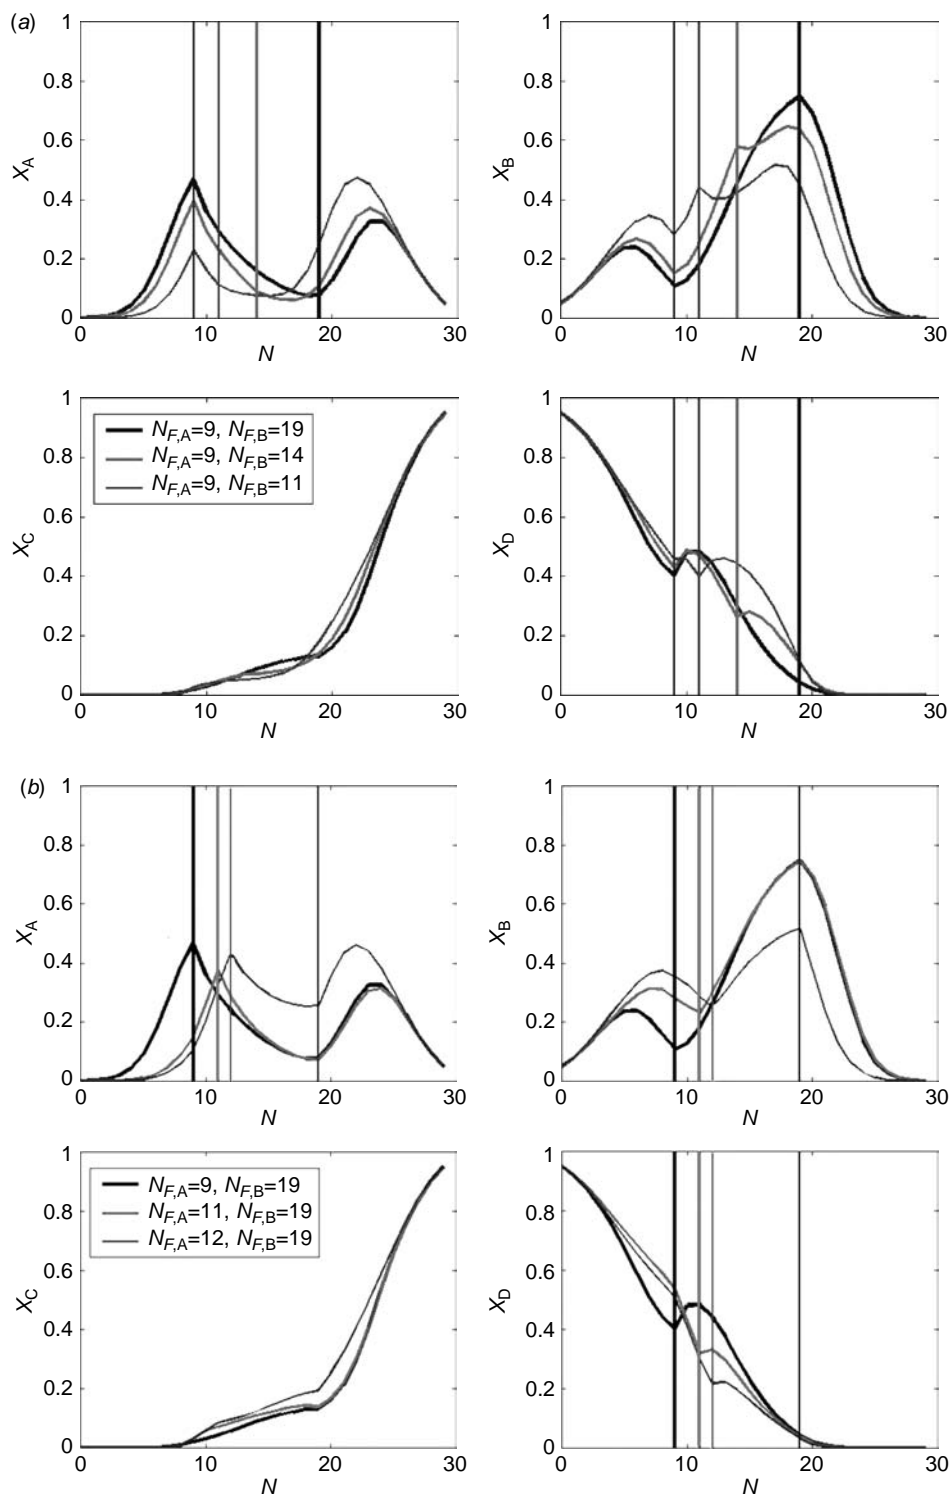 (a)
1
0.8
0.6
0.4
0.2
0
X_A
0 10 20 30
N
1
0.8
0.6
0.4
0.2
0
X_B
0 10 20 30
N
1
0.8
0.6
0.4
0.2
0
X_C
N_F,A=9, N_F,B=19
N_F,A=9, N_F,B=14
N_F,A=9, N_F,B=11
0 10 20 30
N
1
0.8
0.6
0.4
0.2
0
X_D
0 10 20 30
N
(b)
1
0.8
0.6
0.4
0.2
0
X_A
0 10 20 30
N
1
0.8
0.6
0.4
0.2
0
X_B
0 10 20 30
N
1
0.8
0.6
0.4
0.2
0
X_C
N_F,A=9, N_F,B=19
N_F,A=11, N_F,B=19
N_F,A=12, N_F,B=19
0 10 20 30
N
1
0.8
0.6
0.4
0.2
0
X_D
0 10 20 30
N